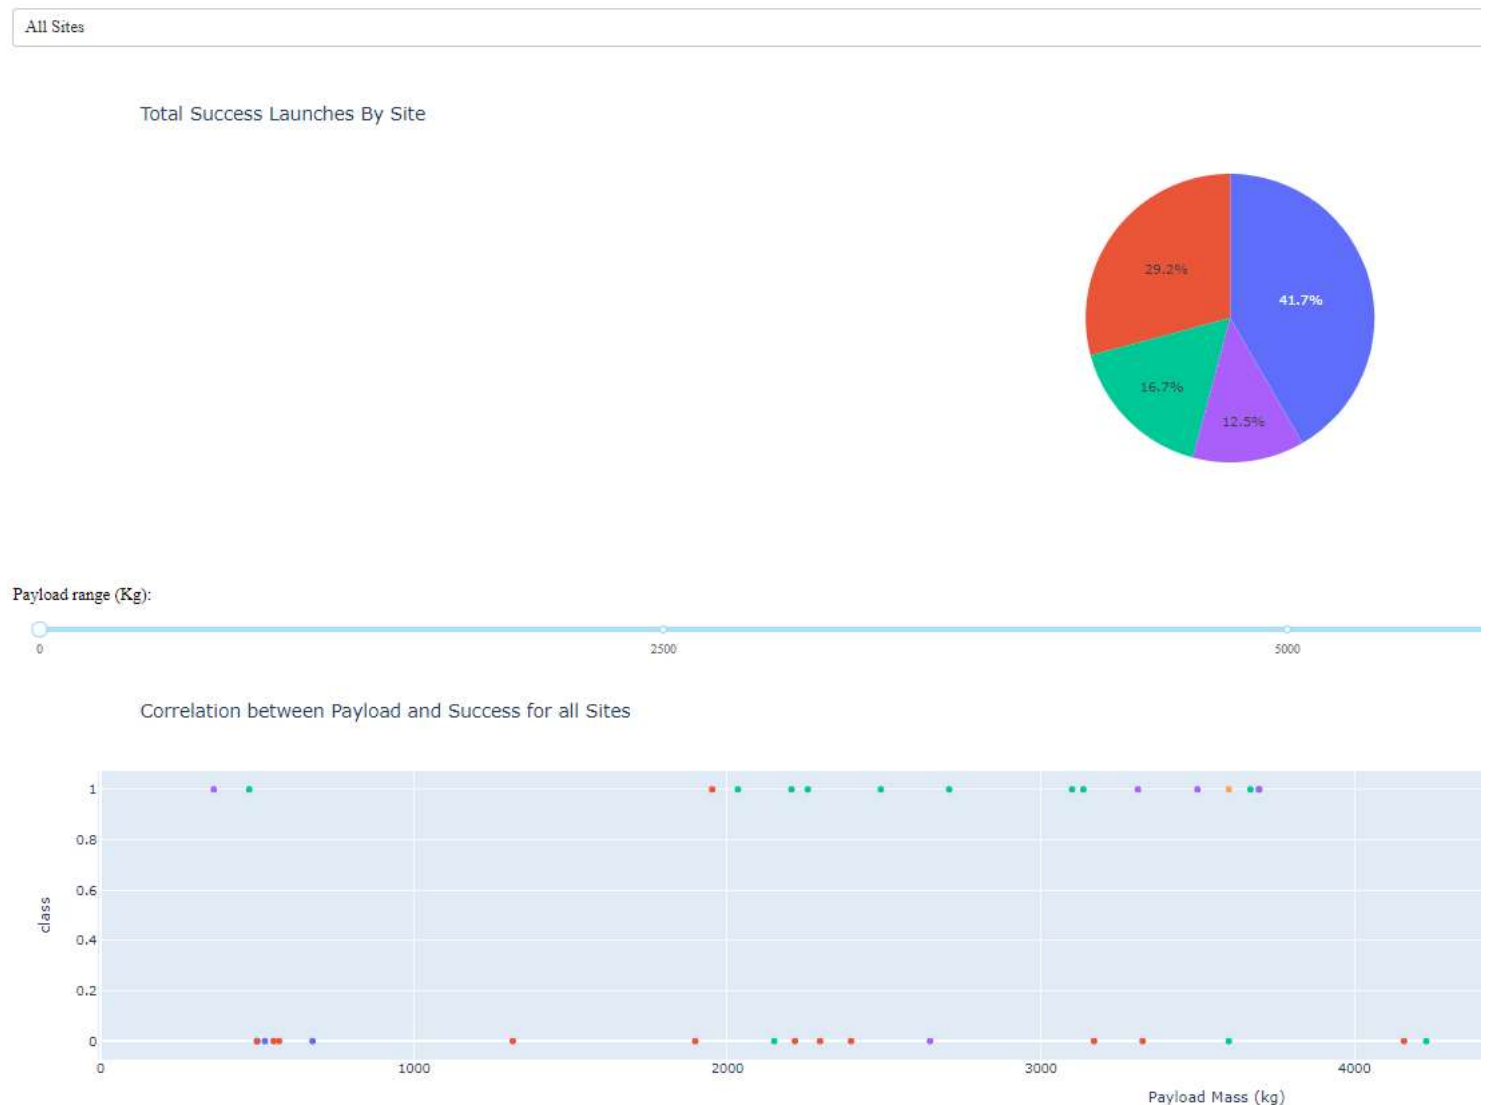 All Sites
Total Success Launches By Site
29.2%
41.7%
16.7%
12.5%
Payload range (Kg):
0 2500 5000
Correlation between Payload and Success for all Sites
1
0.8
0.6
class
0.4
0.2
0
0 1000 2000 3000 4000
Payload Mass (kg)